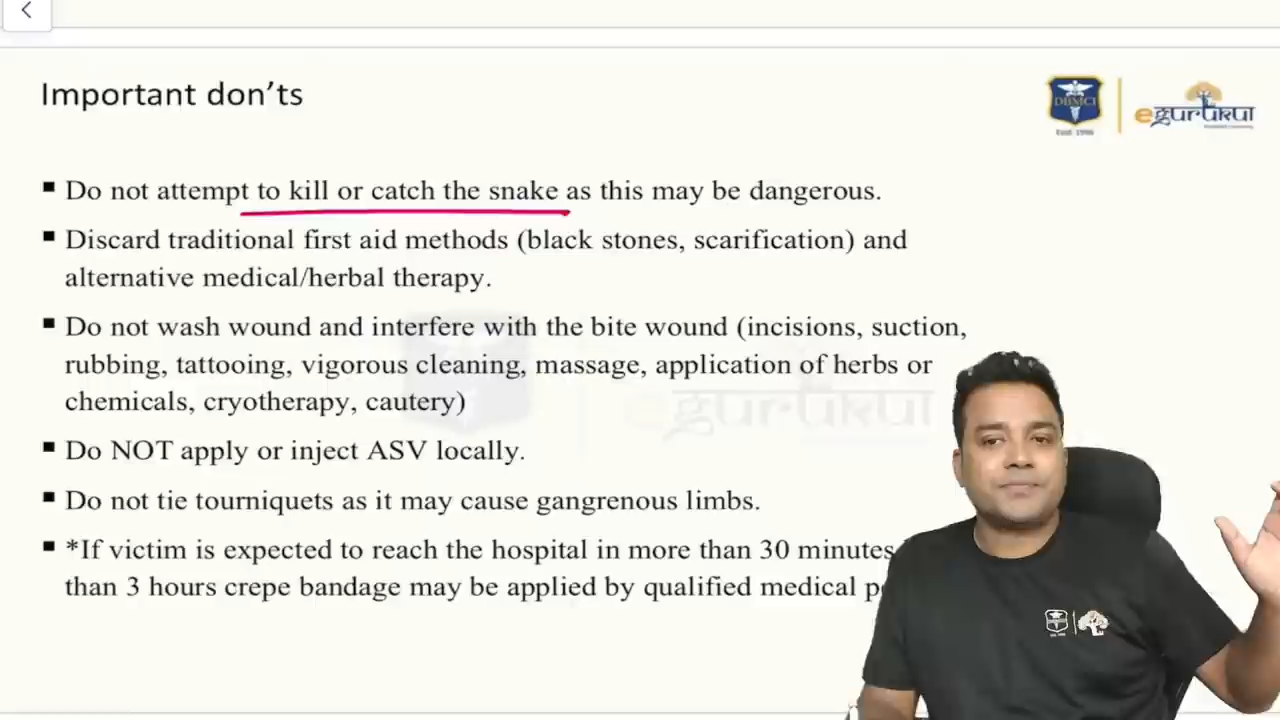 Important don'ts
DBMCI
Estd. 1996
eGurukul
▪ Do not attempt to kill or catch the snake as this may be dangerous.
▪ Discard traditional first aid methods (black stones, scarification) and
alternative medical/herbal therapy.
▪ Do not wash wound and interfere with the bite wound (incisions, suction,
rubbing, tattooing, vigorous cleaning, massage, application of herbs or
chemicals, cryotherapy, cautery)
▪ Do NOT apply or inject ASV locally.
▪ Do not tie tourniquets as it may cause gangrenous limbs.
▪ *If victim is expected to reach the hospital in more than 30 minutes
than 3 hours crepe bandage may be applied by qualified medical